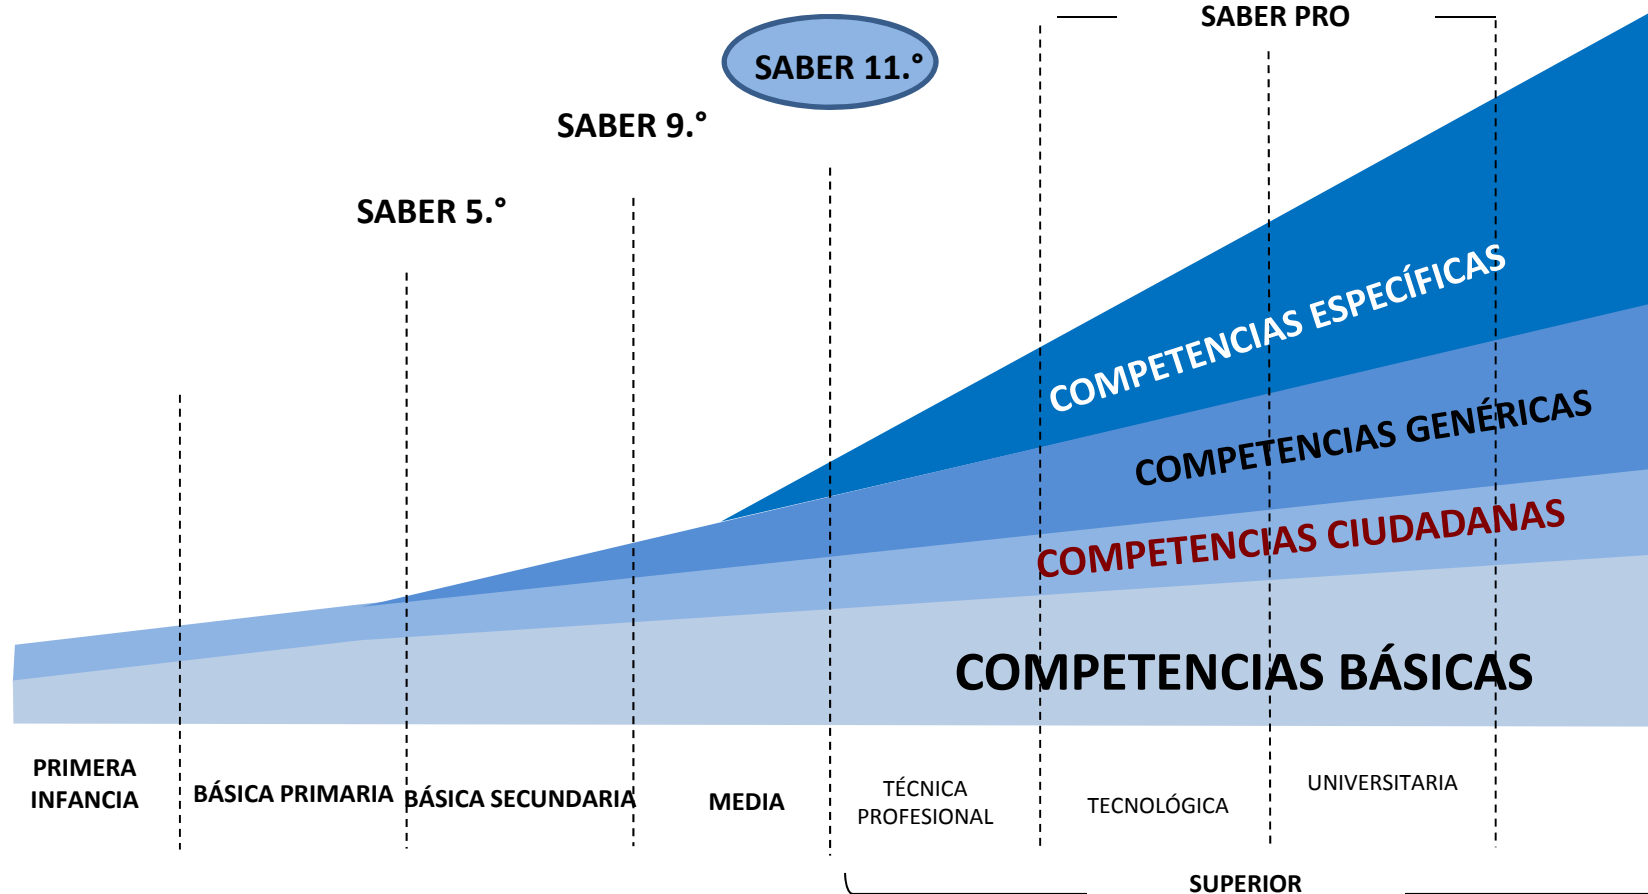 SABER PRO
SABER 11.°
SABER 9.°
SABER 5.°
COMPETENCIAS ESPECÍFICAS
COMPETENCIAS GENÉRICAS
COMPETENCIAS CIUDADANAS
COMPETENCIAS BÁSICAS
PRIMERA
INFANCIA
BÁSICA PRIMARIA
BÁSICA SECUNDARIA
MEDIA
TÉCNICA
PROFESIONAL
TECNOLÓGICA
UNIVERSITARIA
SUPERIOR